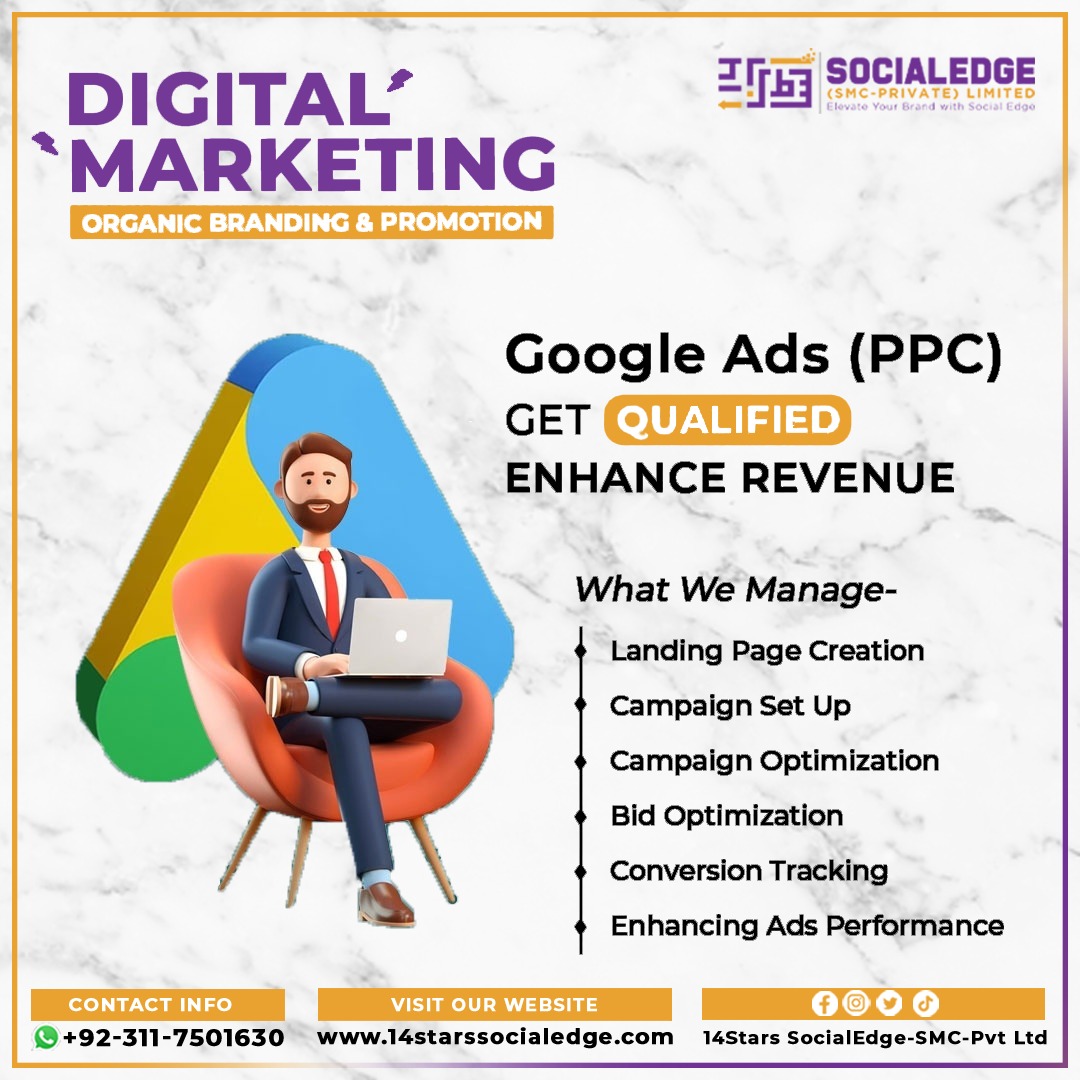 DIGITAL
MARKETING
ORGANIC BRANDING & PROMOTION
SOCIALEDGE
(SMC-PRIVATE) LIMITED
Elevate Your Brand with Social Edge
Google Ads (PPC)
GET QUALIFIED
ENHANCE REVENUE
What We Manage-
Landing Page Creation
Campaign Set Up
Campaign Optimization
Bid Optimization
Conversion Tracking
Enhancing Ads Performance
CONTACT INFO
+92-311-7501630
VISIT OUR WEBSITE
www.14starssocialedge.com
14Stars SocialEdge-SMC-Pvt Ltd